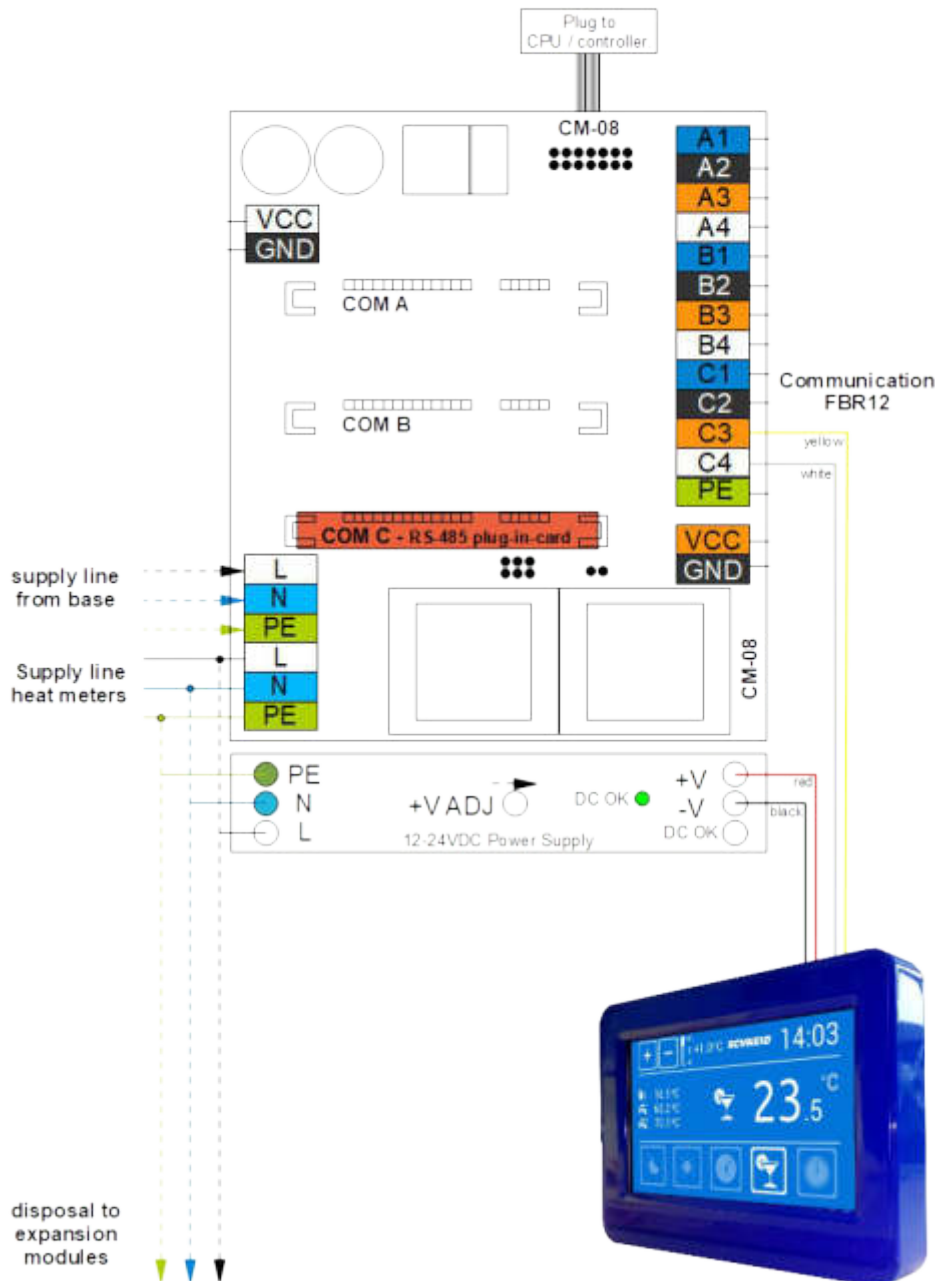 Plug to
CPU / controller
CM-08
A1
A2
A3
A4
B1
B2
B3
B4
C1
C2
C3
C4
PE
VCC
GND
VCC
GND
COM A
COM B
COM C - RS-485 plug-in-card
Communication
FBR12
yellow
white
supply line
from base
L
N
PE
Supply line
heat meters
L
N
PE
CM-08
PE
N
L
+V ADJ
DC OK
12-24VDC Power Supply
+V
-V
DC OK
red
black
14:03
23.5 °C
disposal to
expansion
modules